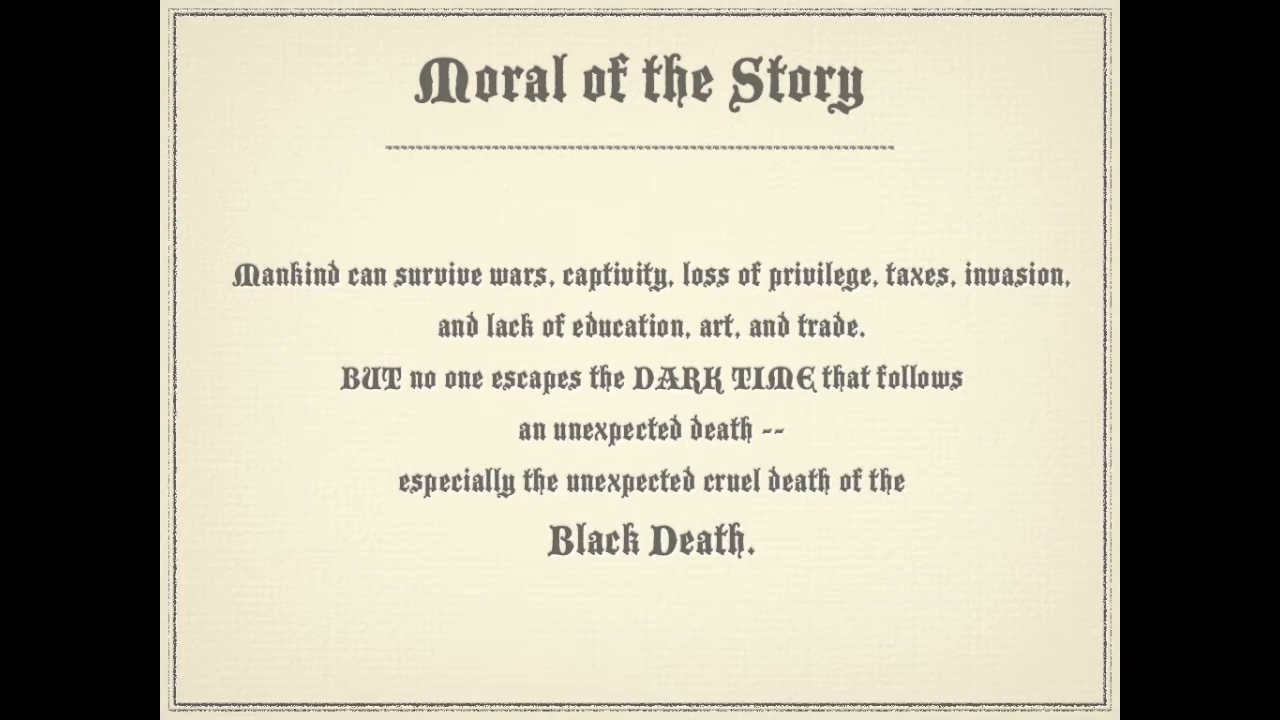 Moral of the Story
Mankind can survive wars, captivity, loss of privilege, taxes, invasion,
and lack of education, art, and trade.
BUT no one escapes the DARK TIME that follows
an unexpected death --
especially the unexpected cruel death of the
Black Death.